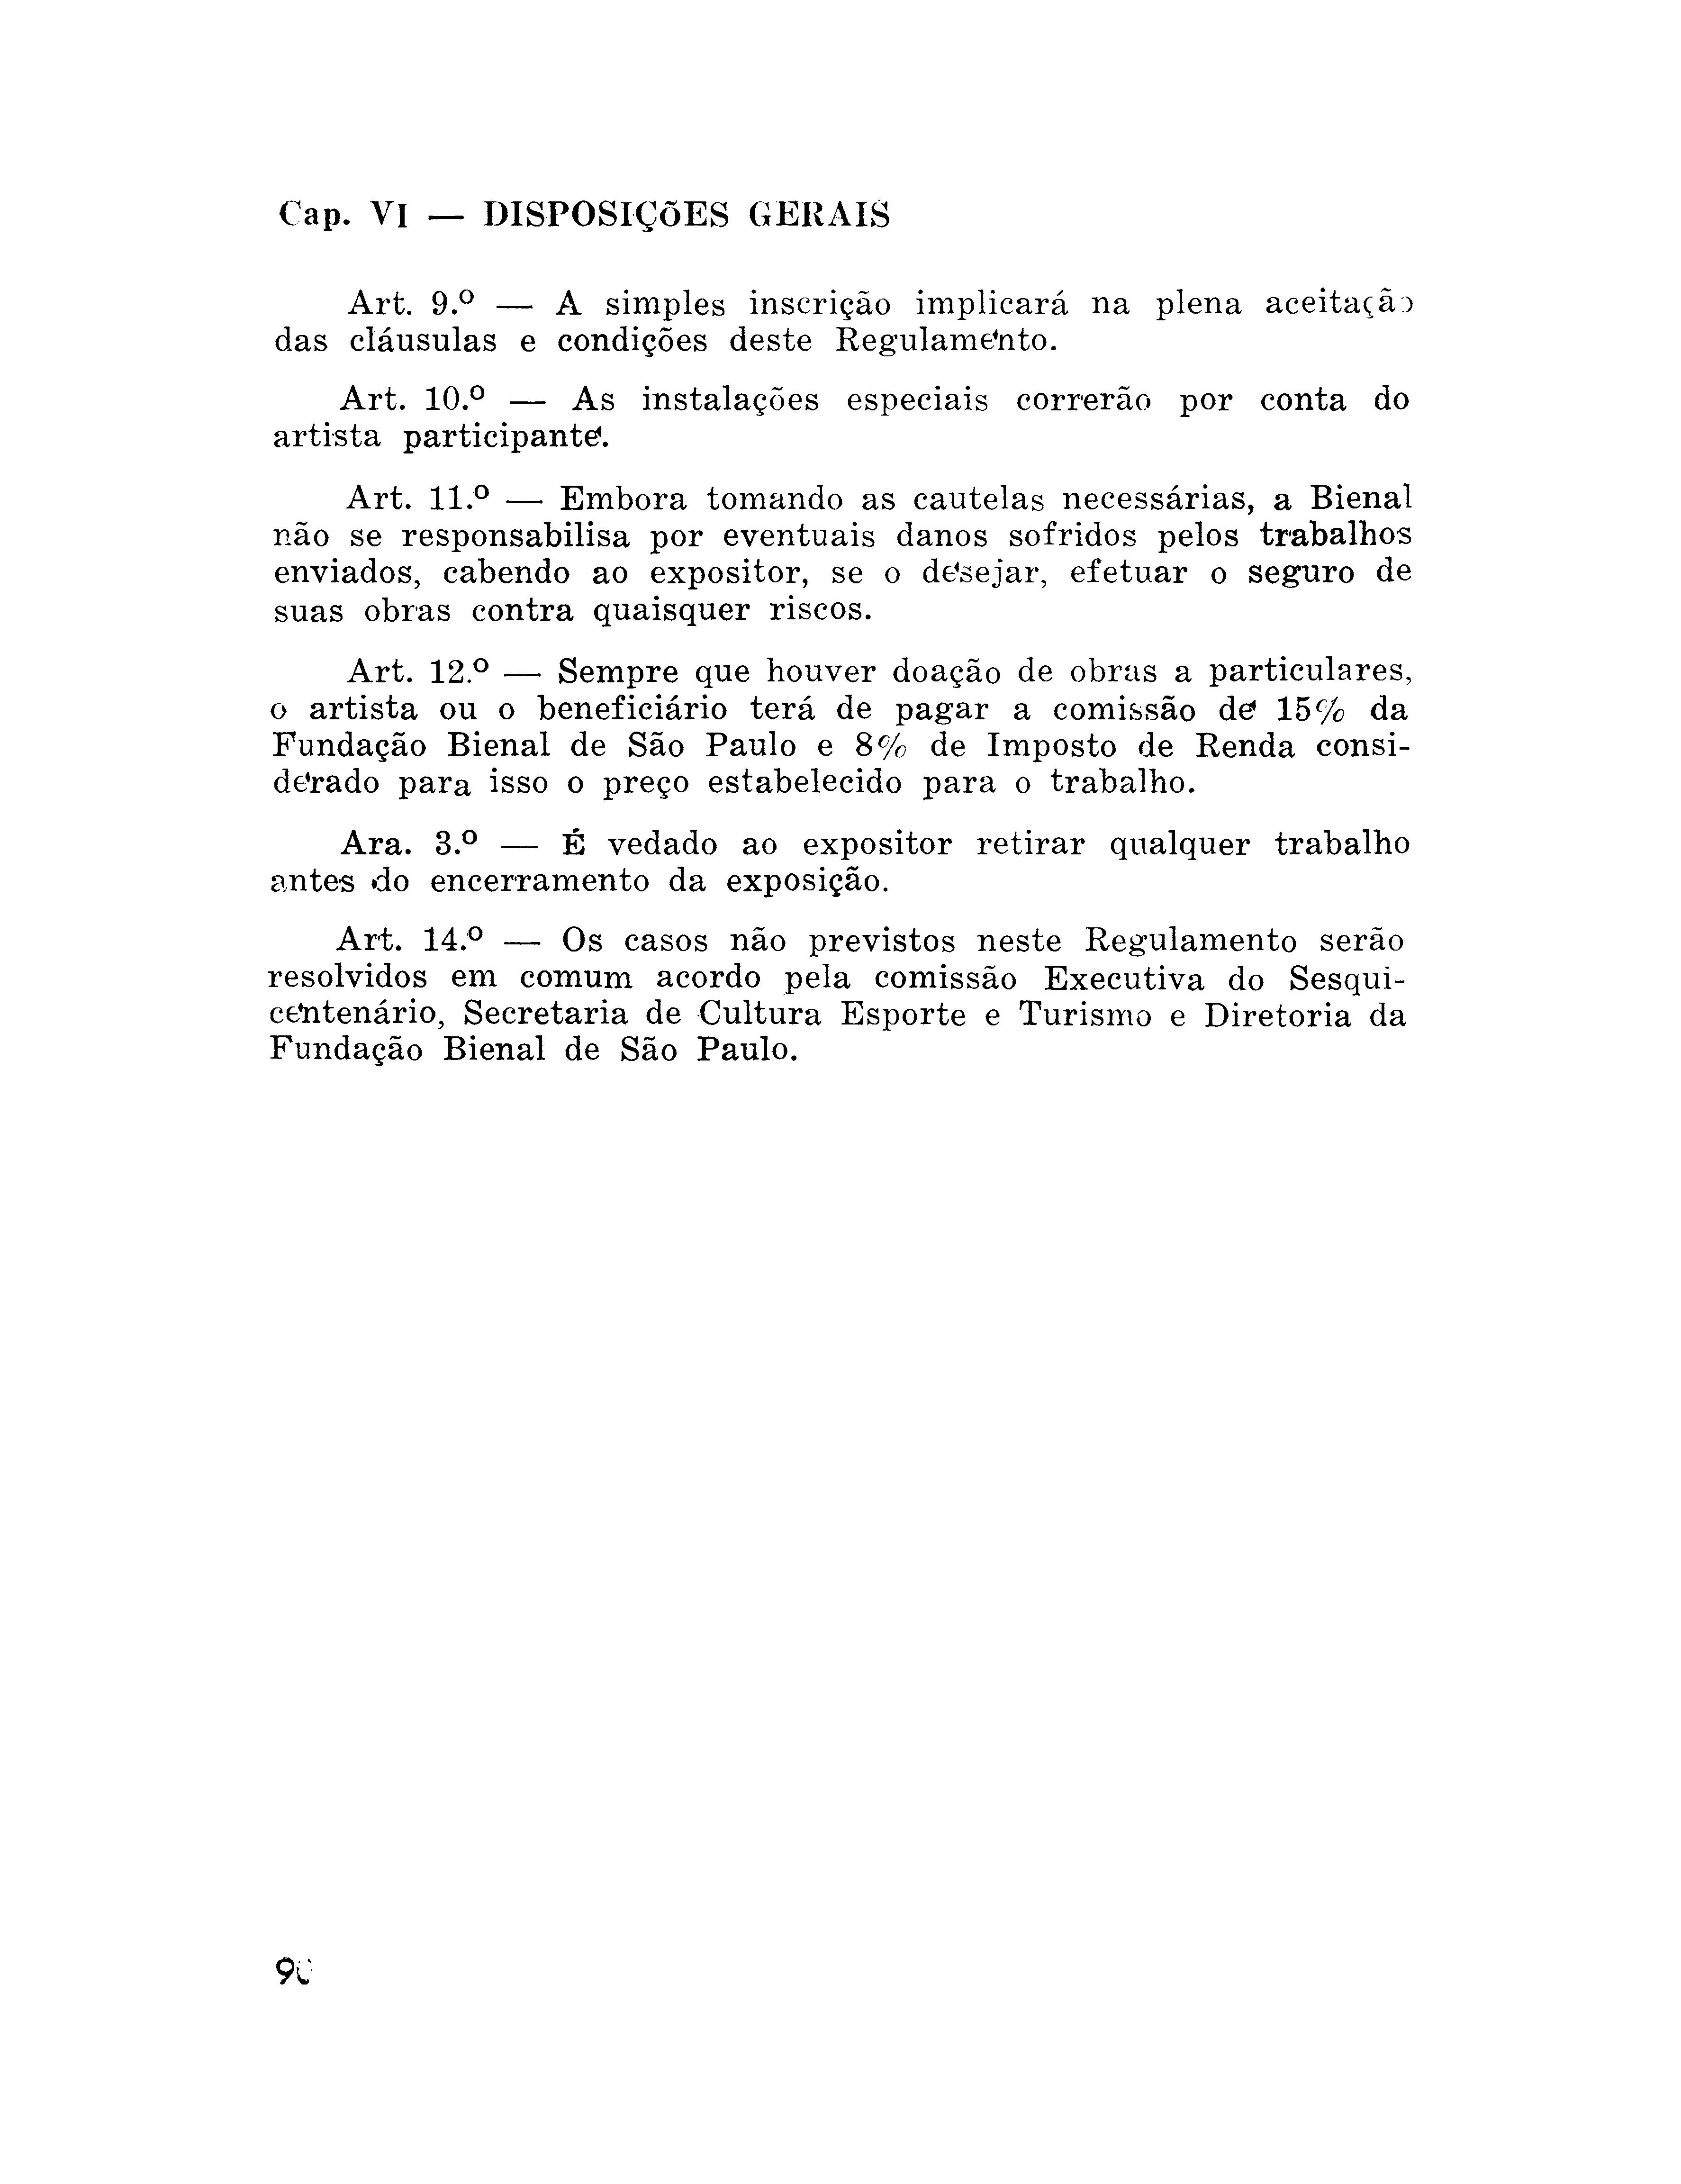 Cap. VI — DISPOSIÇÕES GERAIS
Art. 9.º — A simples inscrição implicará na plena aceitação
das cláusulas e condições deste Regulamento.
Art. 10.º — As instalações especiais correrão por conta do
artista participante.
Art. 11.º — Embora tomando as cautelas necessárias, a Bienal
não se responsabilisa por eventuais danos sofridos pelos trabalhos
enviados, cabendo ao expositor, se o desejar, efetuar o seguro de
suas obras contra quaisquer riscos.
Art. 12.º — Sempre que houver doação de obras a particulares,
o artista ou o beneficiário terá de pagar a comissão de 15% da
Fundação Bienal de São Paulo e 8% de Imposto de Renda consi-
derado para isso o preço estabelecido para o trabalho.
Ara. 3.º — É vedado ao expositor retirar qualquer trabalho
antes do encerramento da exposição.
Art. 14.º — Os casos não previstos neste Regulamento serão
resolvidos em comum acordo pela comissão Executiva do Sesqui-
centenário, Secretaria de Cultura Esporte e Turismo e Diretoria da
Fundação Bienal de São Paulo.